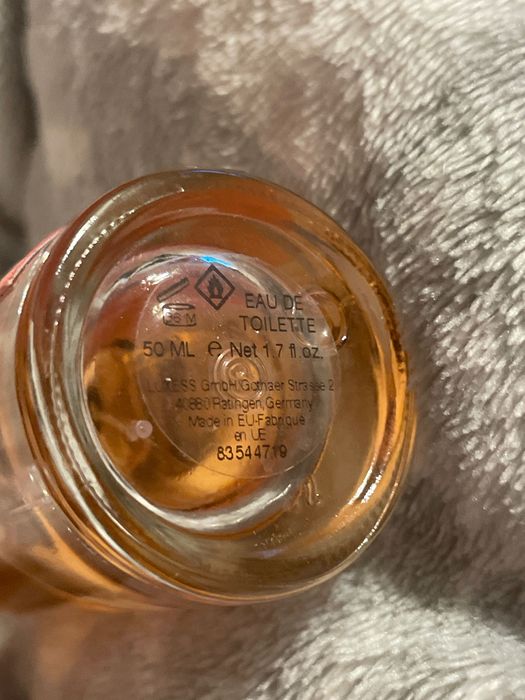 EAU DE
TOILETTE
36 M
50 ML e Net 1.7 fl.oz.
LUXESS GmbH, Gothaer Strasse 2
40880 Ratingen, Germany
Made in EU-Fabriqué
en UE
83544719